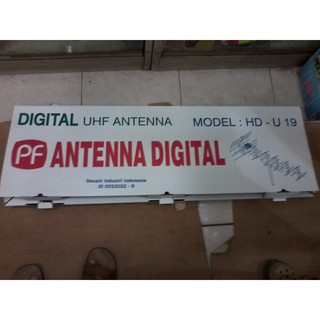 DIGITAL UHF ANTENNA MODEL : HD - U 19
PF ANTENNA DIGITAL
Desain Industri Indonesia